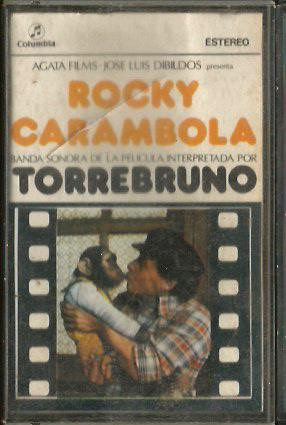 Columbia
ESTEREO
AGATA FILMS - JOSE LUIS DIBILDOS presenta
ROCKY
CARAMBOLA
BANDA SONORA DE LA PELICULA INTERPRETADA POR
TORREBRUNO